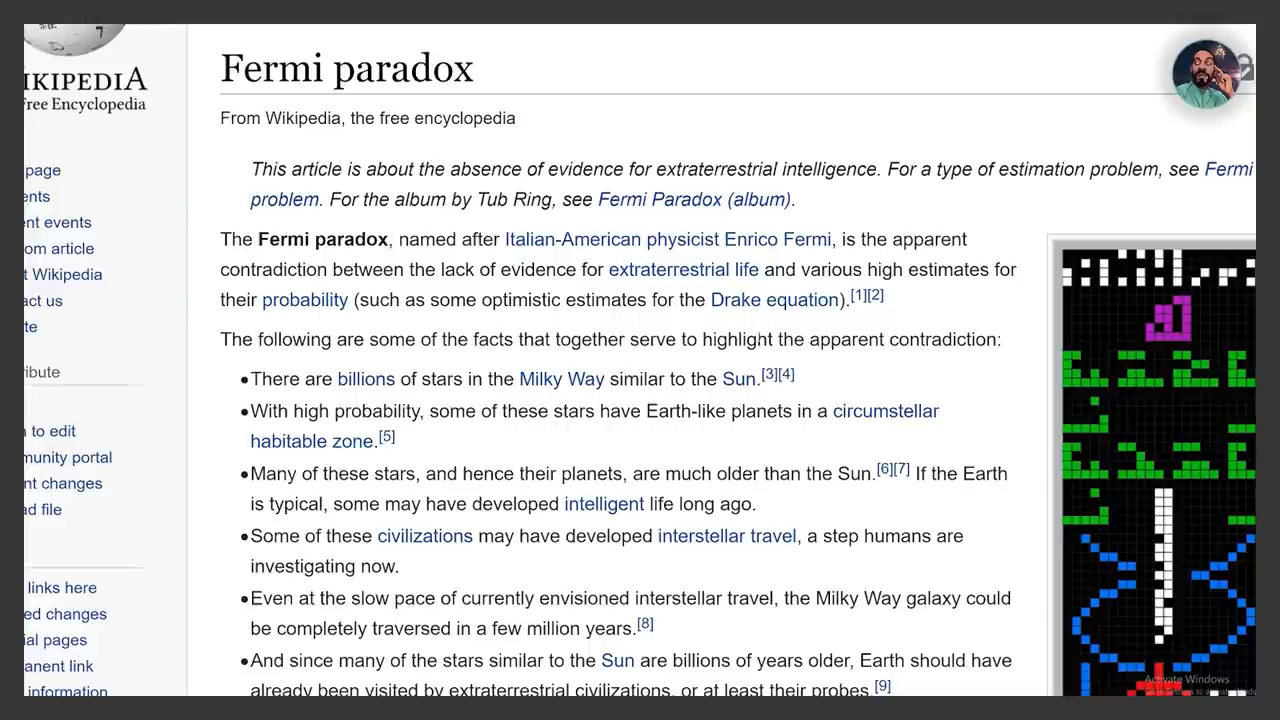 IKIPEDIA
Free Encyclopedia
page
ents
nt events
om article
t Wikipedia
act us
te
ibute
n to edit
munity portal
nt changes
ad file
links here
ed changes
ial pages
anent link
information
Fermi paradox
From Wikipedia, the free encyclopedia
This article is about the absence of evidence for extraterrestrial intelligence. For a type of estimation problem, see Fermi
problem. For the album by Tub Ring, see Fermi Paradox (album).
The Fermi paradox, named after Italian-American physicist Enrico Fermi, is the apparent
contradiction between the lack of evidence for extraterrestrial life and various high estimates for
their probability (such as some optimistic estimates for the Drake equation).[1][2]
The following are some of the facts that together serve to highlight the apparent contradiction:
•There are billions of stars in the Milky Way similar to the Sun.[3][4]
•With high probability, some of these stars have Earth-like planets in a circumstellar
habitable zone.[5]
•Many of these stars, and hence their planets, are much older than the Sun.[6][7] If the Earth
is typical, some may have developed intelligent life long ago.
•Some of these civilizations may have developed interstellar travel, a step humans are
investigating now.
•Even at the slow pace of currently envisioned interstellar travel, the Milky Way galaxy could
be completely traversed in a few million years.[8]
•And since many of the stars similar to the Sun are billions of years older, Earth should have
already been visited by extraterrestrial civilizations, or at least their probes.[9]
Activate Windows